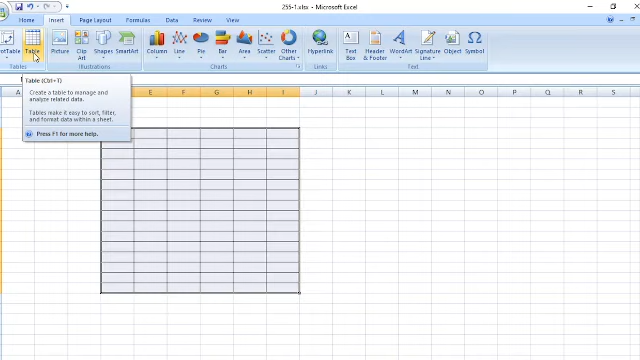 255-1.xlsx - Microsoft Excel
Home Insert Page Layout Formulas Data Review View
Table Picture Clip Art Shapes SmartArt Column Line Pie Bar Area Scatter Other Charts Hyperlink Text Box Header & Footer WordArt Signature Line Object Symbol
Tables Illustrations Charts Links Text
Table (Ctrl+T)
Create a table to manage and
analyze related data.
Tables make it easy to sort, filter,
and format data within a sheet.
Press F1 for more help.
A E F G H I J K L M N O P Q R S